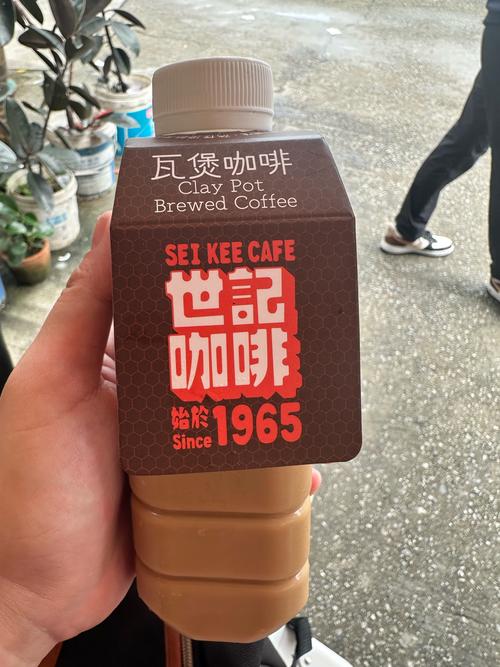 瓦煲咖啡
Clay Pot
Brewed Coffee
SEI KEE CAFE
世記
咖啡
始於
Since 1965